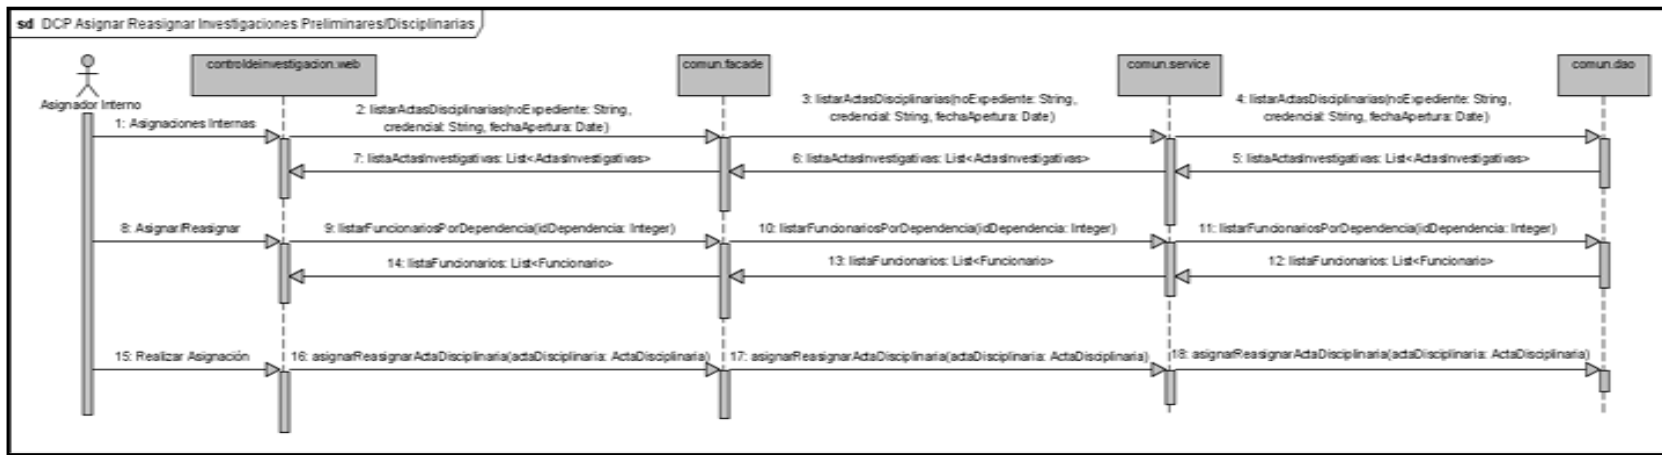 sd DCP Asignar Reasignar Investigaciones Preliminares/Disciplinarias
controldeinvestigacion.web
comun.facade
comun.service
comun.dao
Asignador Interno
1: Asignaciones Internas
2: listarActasDisciplinarias(noExpediente: String,
credencial: String, fechaApertura: Date)
3: listarActasDisciplinarias(noExpediente: String,
credencial: String, fechaApertura: Date)
4: listarActasDisciplinarias(noExpediente: String,
credencial: String, fechaApertura: Date)
7: listaActasInvestigativas: List<ActasInvestigativas>
6: listaActasInvestigativas: List<ActasInvestigativas>
5: listaActasInvestigativas: List<ActasInvestigativas>
8: Asignar/Reasignar
9: listarFuncionariosPorDependencia(idDependencia: Integer)
10: listarFuncionariosPorDependencia(idDependencia: Integer)
11: listarFuncionariosPorDependencia(idDependencia: Integer)
14: listaFuncionarios: List<Funcionario>
13: listaFuncionarios: List<Funcionario>
12: listaFuncionarios: List<Funcionario>
15: Realizar Asignación
16: asignarReasignarActaDisciplinaria(actaDisciplinaria: ActaDisciplinaria)
17: asignarReasignarActaDisciplinaria(actaDisciplinaria: ActaDisciplinaria)
18: asignarReasignarActaDisciplinaria(actaDisciplinaria: ActaDisciplinaria)